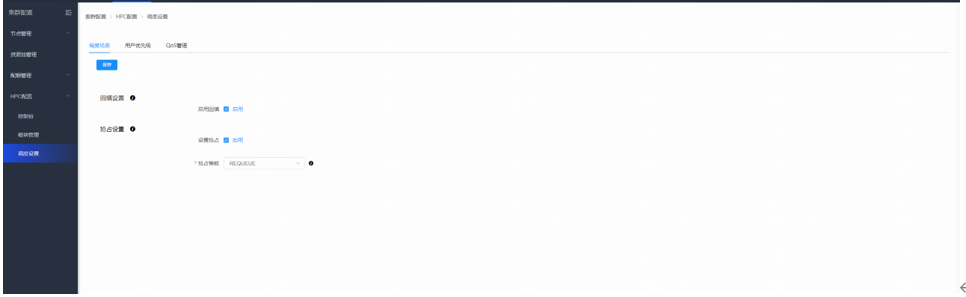 集群配置
节点管理
资源池管理
配额管理
HPC配置
控制台
模块管理
调度设置
集群配置 / HPC配置 / 调度设置
调度场景 用户优先级 QoS管理
保存
回填设置
启用回填 启用
抢占设置
设置抢占 启用
* 抢占策略 REQUEUE